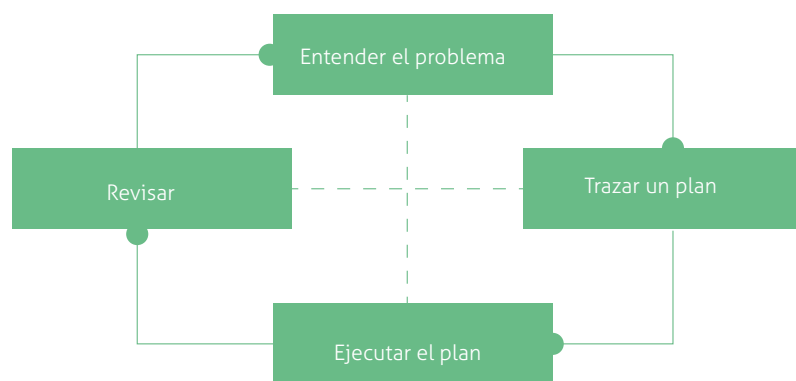 Entender el problema
Revisar
Trazar un plan
Ejecutar el plan